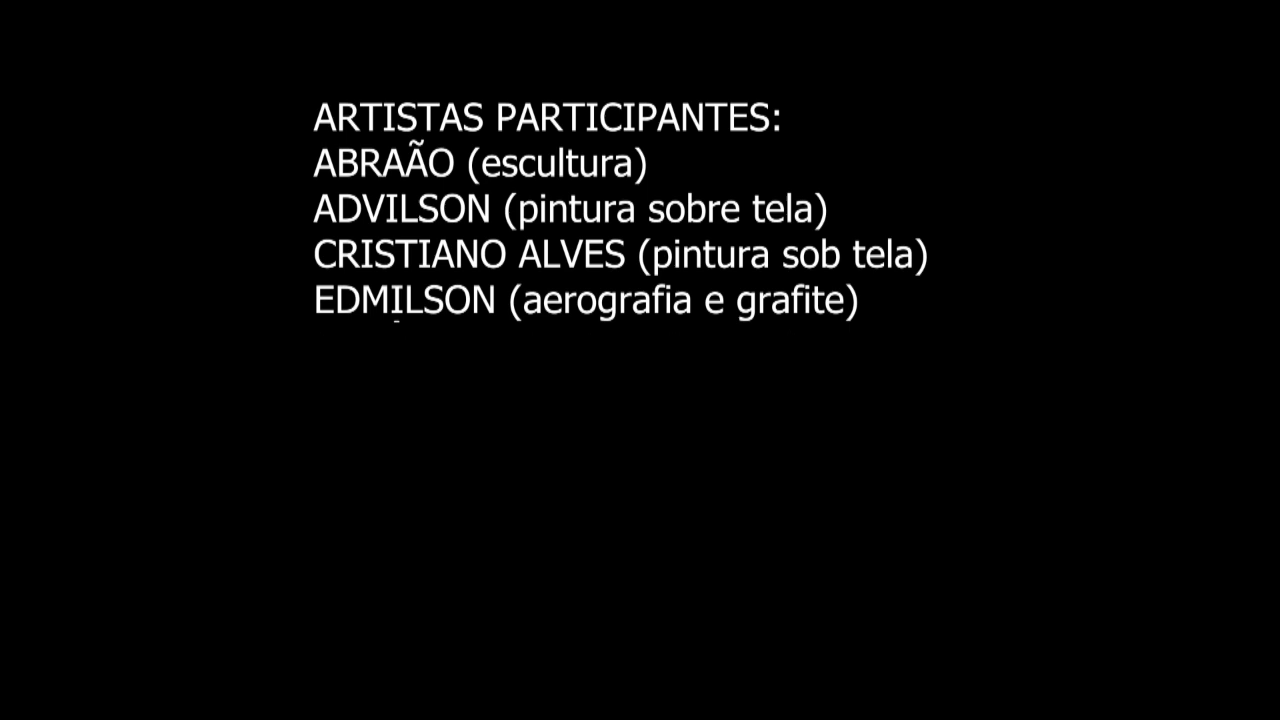 ARTISTAS PARTICIPANTES:
ABRAÃO (escultura)
ADVILSON (pintura sobre tela)
CRISTIANO ALVES (pintura sob tela)
EDMILSON (aerografia e grafite)